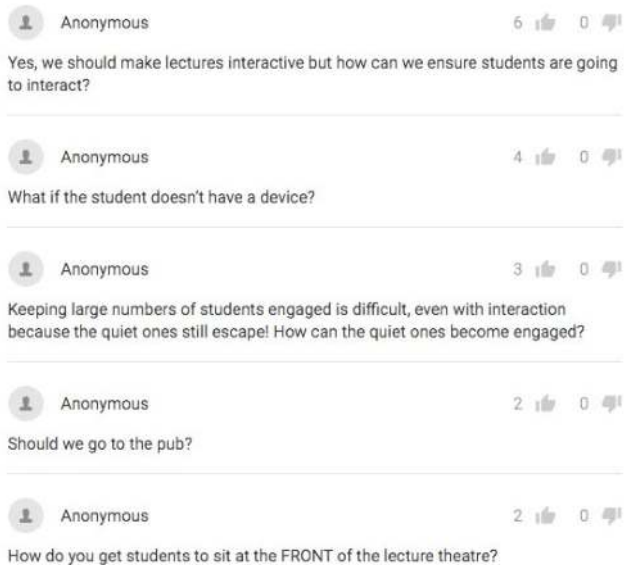 Anonymous 6 0
Yes, we should make lectures interactive but how can we ensure students are going
to interact?
Anonymous 4 0
What if the student doesn't have a device?
Anonymous 3 0
Keeping large numbers of students engaged is difficult, even with interaction
because the quiet ones still escape! How can the quiet ones become engaged?
Anonymous 2 0
Should we go to the pub?
Anonymous 2 0
How do you get students to sit at the FRONT of the lecture theatre?